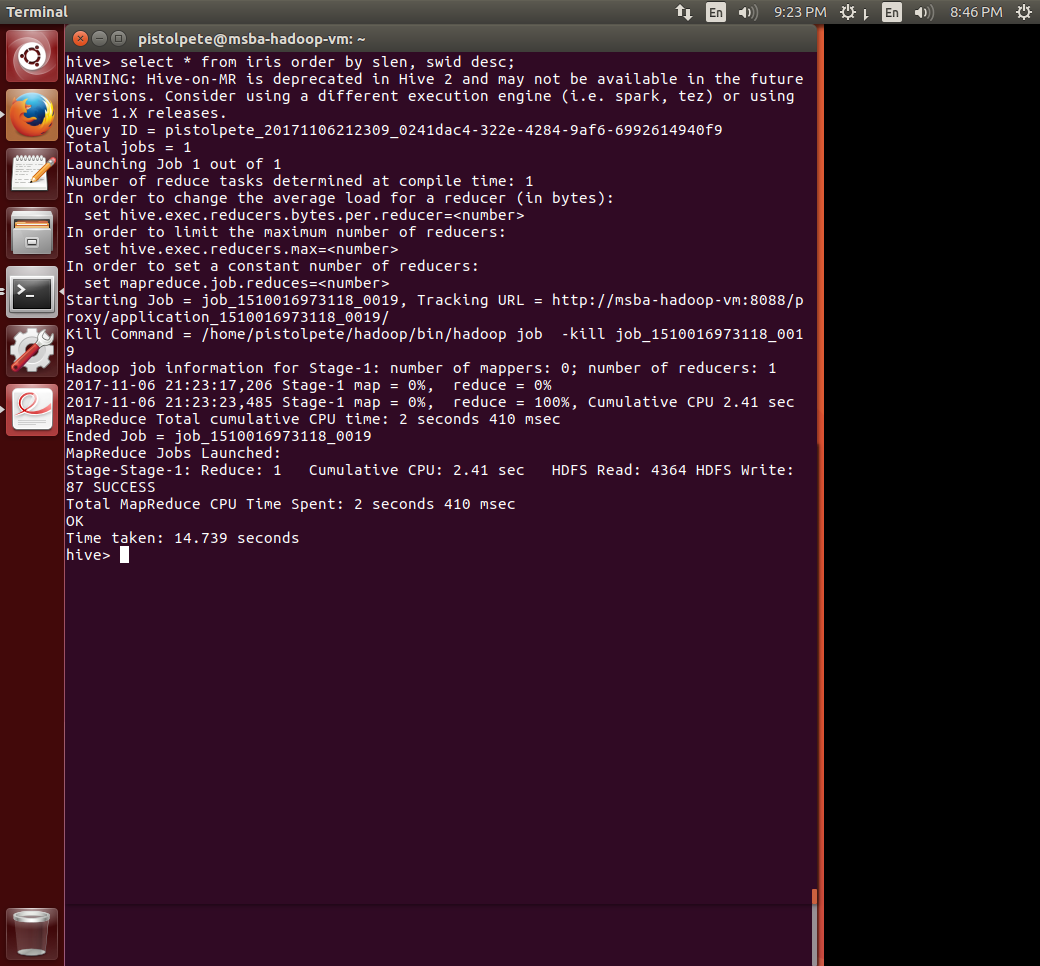 Terminal En 9:23 PM En 8:46 PM
pistolpete@msba-hadoop-vm: ~
hive> select * from iris order by slen, swid desc;
WARNING: Hive-on-MR is deprecated in Hive 2 and may not be available in the future
 versions. Consider using a different execution engine (i.e. spark, tez) or using
Hive 1.X releases.
Query ID = pistolpete_20171106212309_0241dac4-322e-4284-9af6-6992614940f9
Total jobs = 1
Launching Job 1 out of 1
Number of reduce tasks determined at compile time: 1
In order to change the average load for a reducer (in bytes):
  set hive.exec.reducers.bytes.per.reducer=<number>
In order to limit the maximum number of reducers:
  set hive.exec.reducers.max=<number>
In order to set a constant number of reducers:
  set mapreduce.job.reduces=<number>
Starting Job = job_1510016973118_0019, Tracking URL = http://msba-hadoop-vm:8088/p
roxy/application_1510016973118_0019/
Kill Command = /home/pistolpete/hadoop/bin/hadoop job  -kill job_1510016973118_001
9
Hadoop job information for Stage-1: number of mappers: 0; number of reducers: 1
2017-11-06 21:23:17,206 Stage-1 map = 0%,  reduce = 0%
2017-11-06 21:23:23,485 Stage-1 map = 0%,  reduce = 100%, Cumulative CPU 2.41 sec
MapReduce Total cumulative CPU time: 2 seconds 410 msec
Ended Job = job_1510016973118_0019
MapReduce Jobs Launched:
Stage-Stage-1: Reduce: 1   Cumulative CPU: 2.41 sec   HDFS Read: 4364 HDFS Write:
87 SUCCESS
Total MapReduce CPU Time Spent: 2 seconds 410 msec
OK
Time taken: 14.739 seconds
hive>